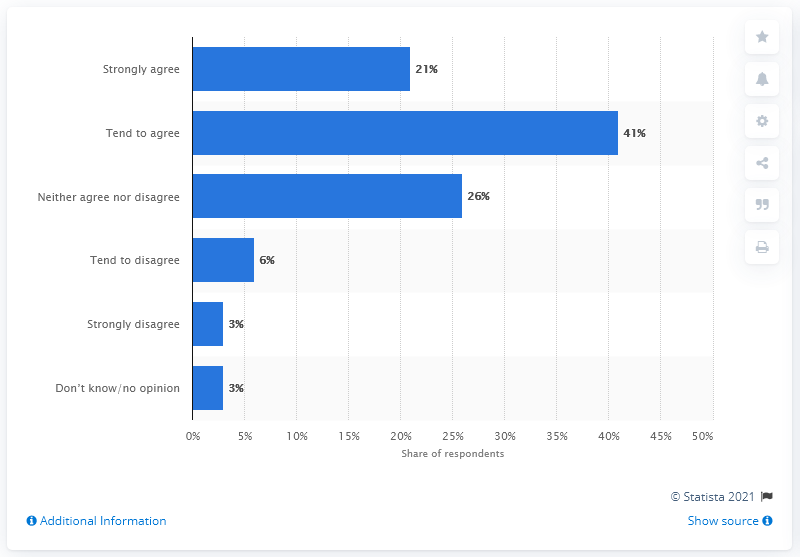 Strongly agree 21%
Tend to agree 41%
Neither agree nor disagree 26%
Tend to disagree 6%
Strongly disagree 3%
Don't know/no opinion 3%
0% 5% 10% 15% 20% 25% 30% 35% 40% 45% 50%
Share of respondents
© Statista 2021
Additional Information Show source